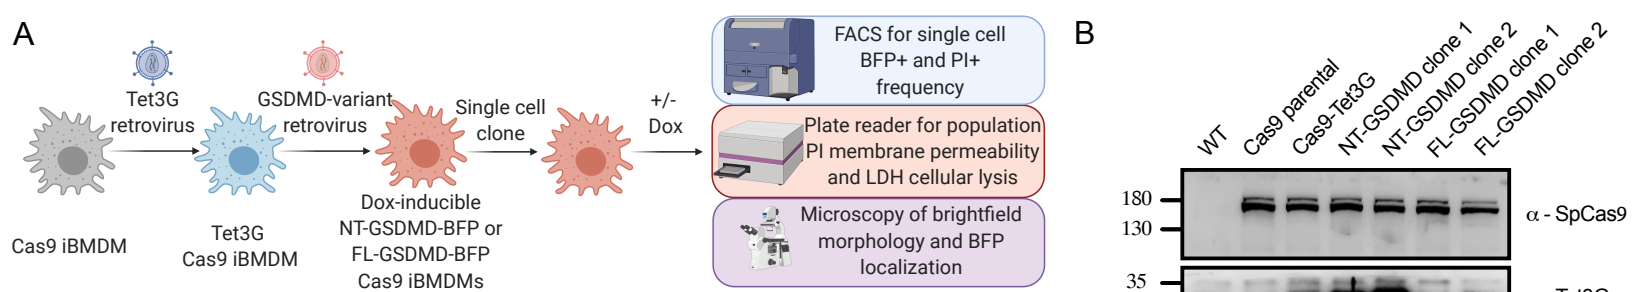 A
Tet3G
retrovirus
GSDMD-variant
retrovirus
Single cell
clone
+/-
Dox
FACS for single cell
BFP+ and PI+
frequency
Plate reader for population
PI membrane permeability
and LDH cellular lysis
Microscopy of brightfield
morphology and BFP
localization
Cas9 iBMDM
Tet3G
Cas9 iBMDM
Dox-inducible
NT-GSDMD-BFP or
FL-GSDMD-BFP
Cas9 iBMDMs
B
WT
Cas9 parental
Cas9-Tet3G
NT-GSDMD clone 1
NT-GSDMD clone 2
FL-GSDMD clone 1
FL-GSDMD clone 2
180
130
α - SpCas9
35